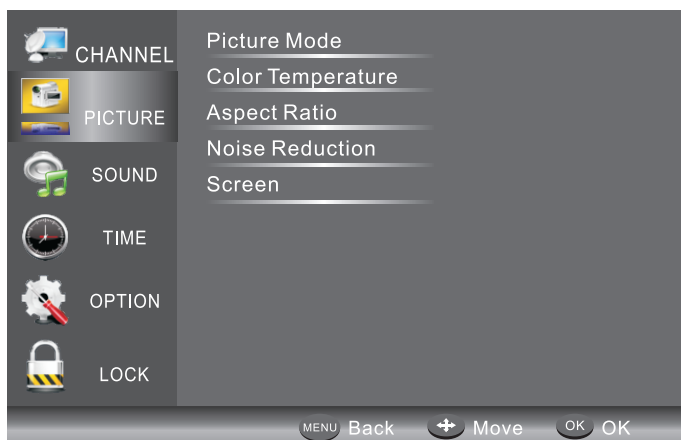 CHANNEL
PICTURE
SOUND
TIME
OPTION
LOCK
Picture Mode
Color Temperature
Aspect Ratio
Noise Reduction
Screen
MENU Back OK OK
Move